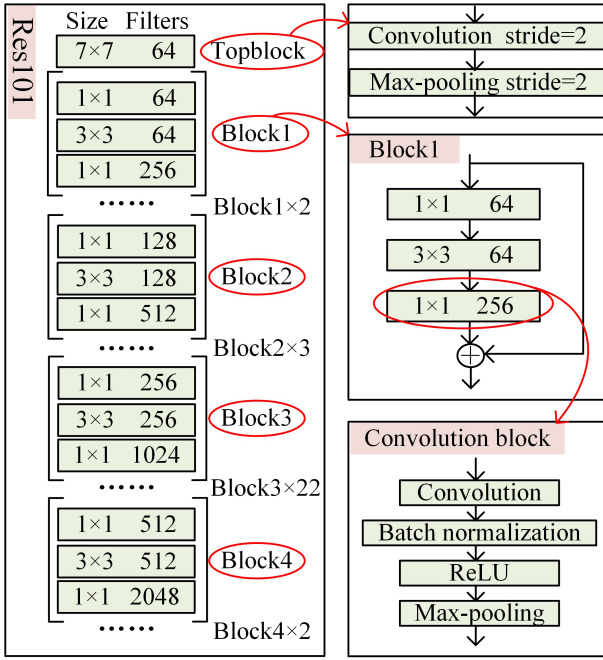 Res101
Size Filters
7×7 64
Topblock
1×1 64
3×3 64
1×1 256
Block1
······
Block1×2
1×1 128
3×3 128
1×1 512
Block2
······
Block2×3
1×1 256
3×3 256
1×1 1024
Block3
······
Block3×22
1×1 512
3×3 512
1×1 2048
Block4
······
Block4×2
Convolution stride=2
Max-pooling stride=2
Block1
1×1 64
3×3 64
1×1 256
Convolution block
Convolution
Batch normalization
ReLU
Max-pooling